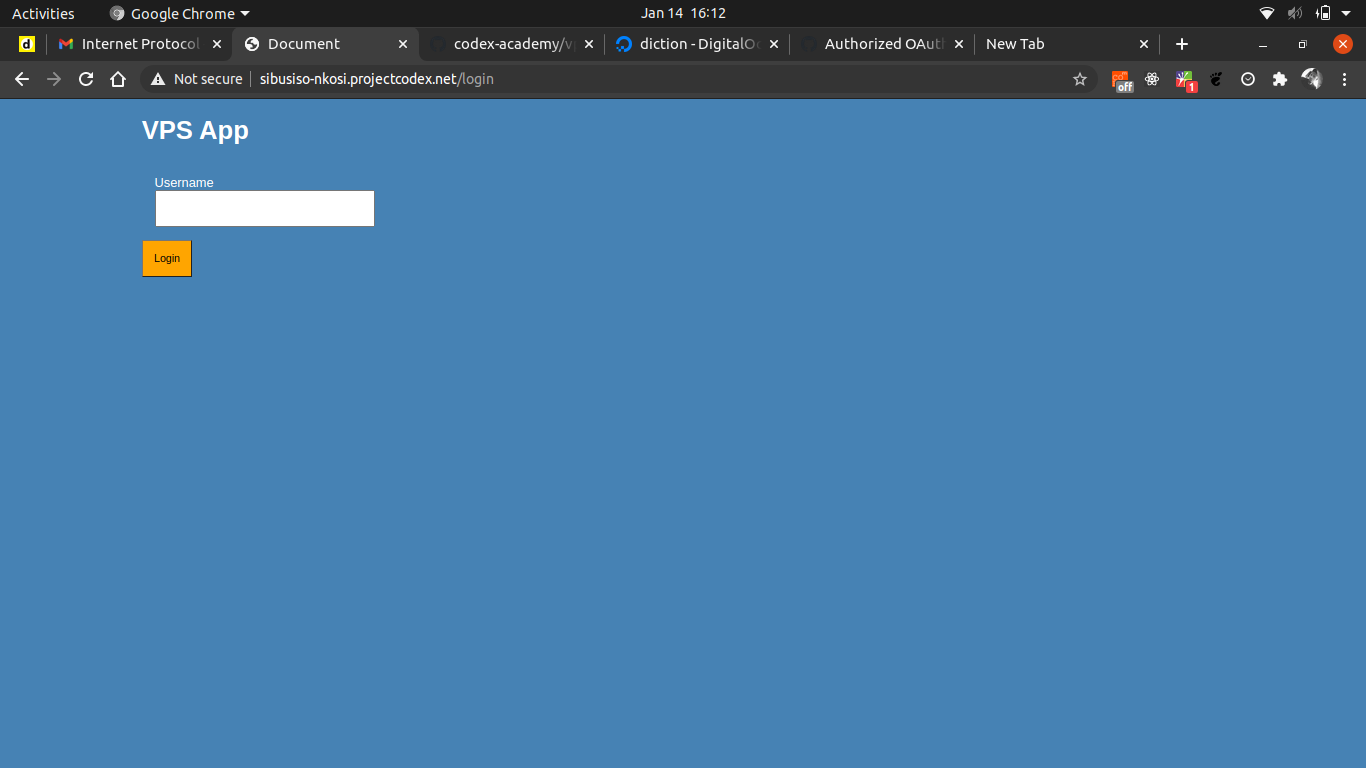 Activities Google Chrome Jan 14 16:12
d Internet Protocol Document codex-academy/v DigitalO diction - Authorized OAut New Tab
Not secure sibusiso-nkosi.projectcodex.net/login off 1
VPS App
Username
Login